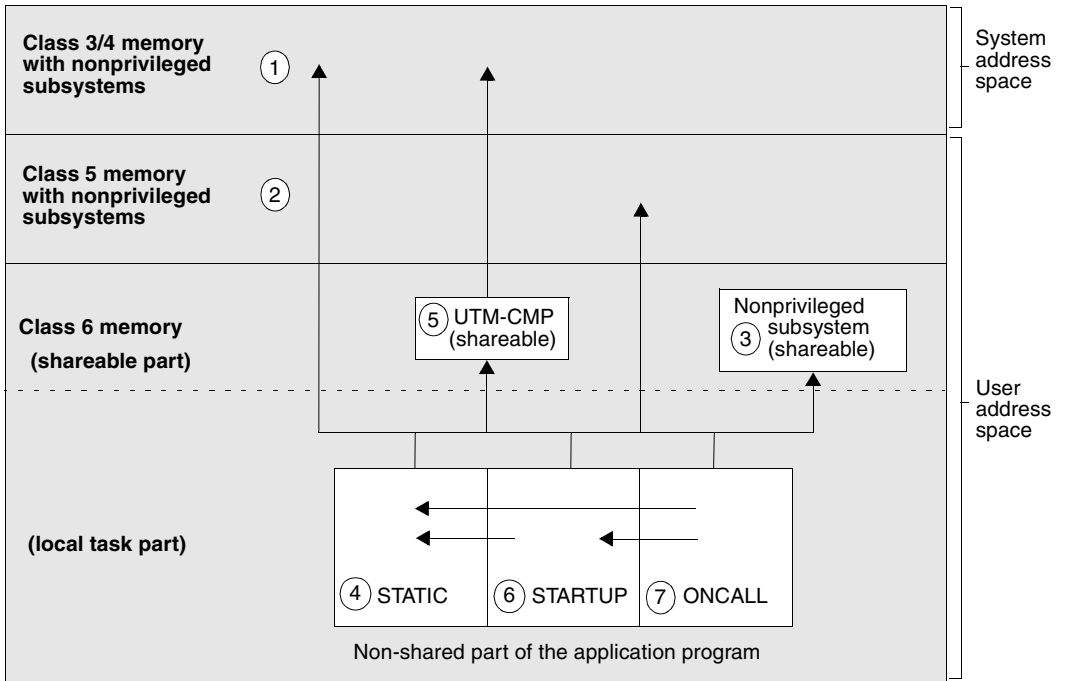 Class 3/4 memory
with nonprivileged
subsystems
1
System
address
space
Class 5 memory
with nonprivileged
subsystems
2
Class 6 memory
(shareable part)
5 UTM-CMP
(shareable)
Nonprivileged
3 subsystem
(shareable)
User
address
space
(local task part)
4 STATIC
6 STARTUP
7 ONCALL
Non-shared part of the application program